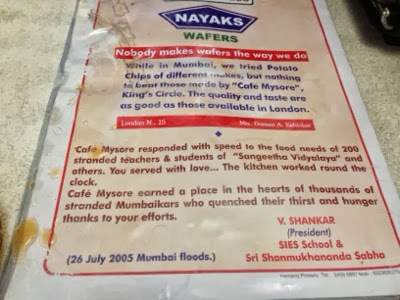 NAYAKS
WAFERS
Nobody makes wafers the way we do
"While in Mumbai, we tried Potato
Chips of different makes, but nothing
to beat those made by "Cafe Mysore",
King's Circle. The quality and taste are
as good as those available in London.
London N. 15
Mrs.
"Café Mysore responded with speed to the food needs of 200
stranded teachers & students of "Sangeetha Vidyalaya" and
others. You served with love... The kitchen worked round the
clock.
Café Mysore earned a place in the hearts of thousands of
stranded Mumbaikars who quenched their thirst and hunger
thanks to your efforts.
V. SHANKAR
(President)
SIES School &
(26 July 2005 Mumbai floods.)
Sri Shanmukhananda Sabha